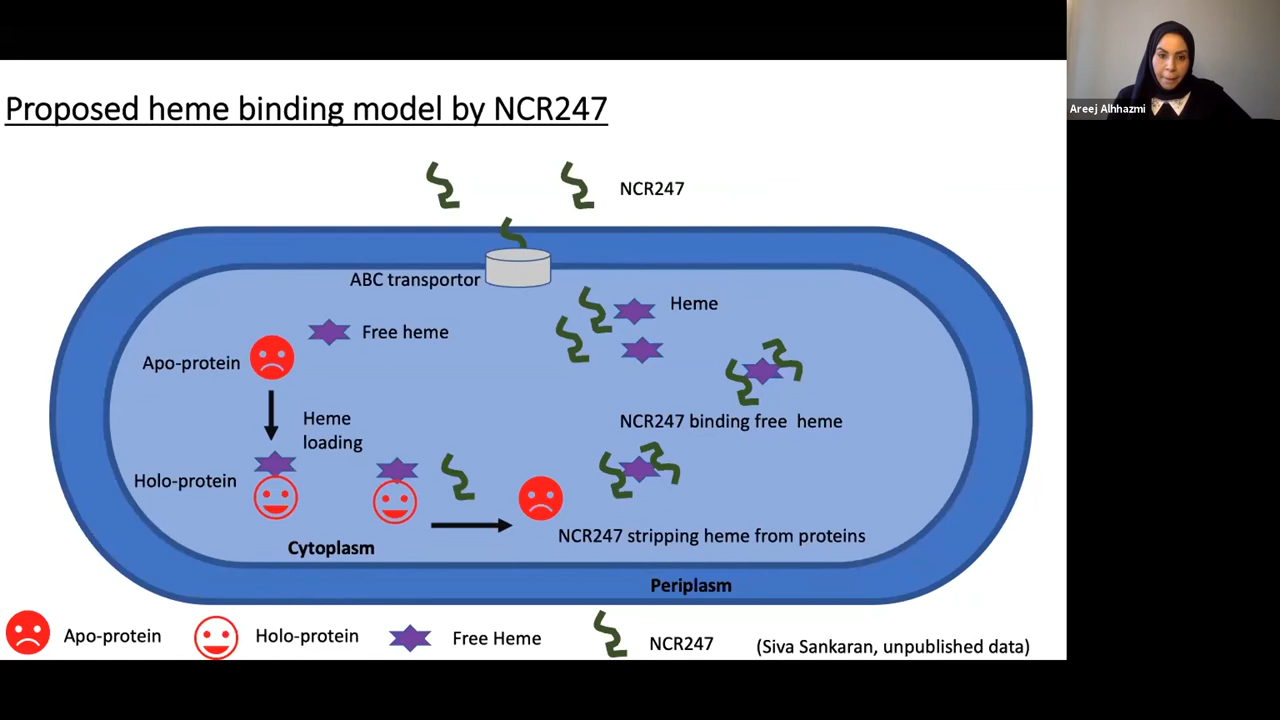 Areej Alhhazmi
Proposed heme binding model by NCR247
NCR247
ABC transportor
Heme
Free heme
Apo-protein
NCR247 binding free heme
Heme
loading
Holo-protein
NCR247 stripping heme from proteins
Cytoplasm
Periplasm
Apo-protein
Holo-protein
Free Heme
NCR247
(Siva Sankaran, unpublished data)